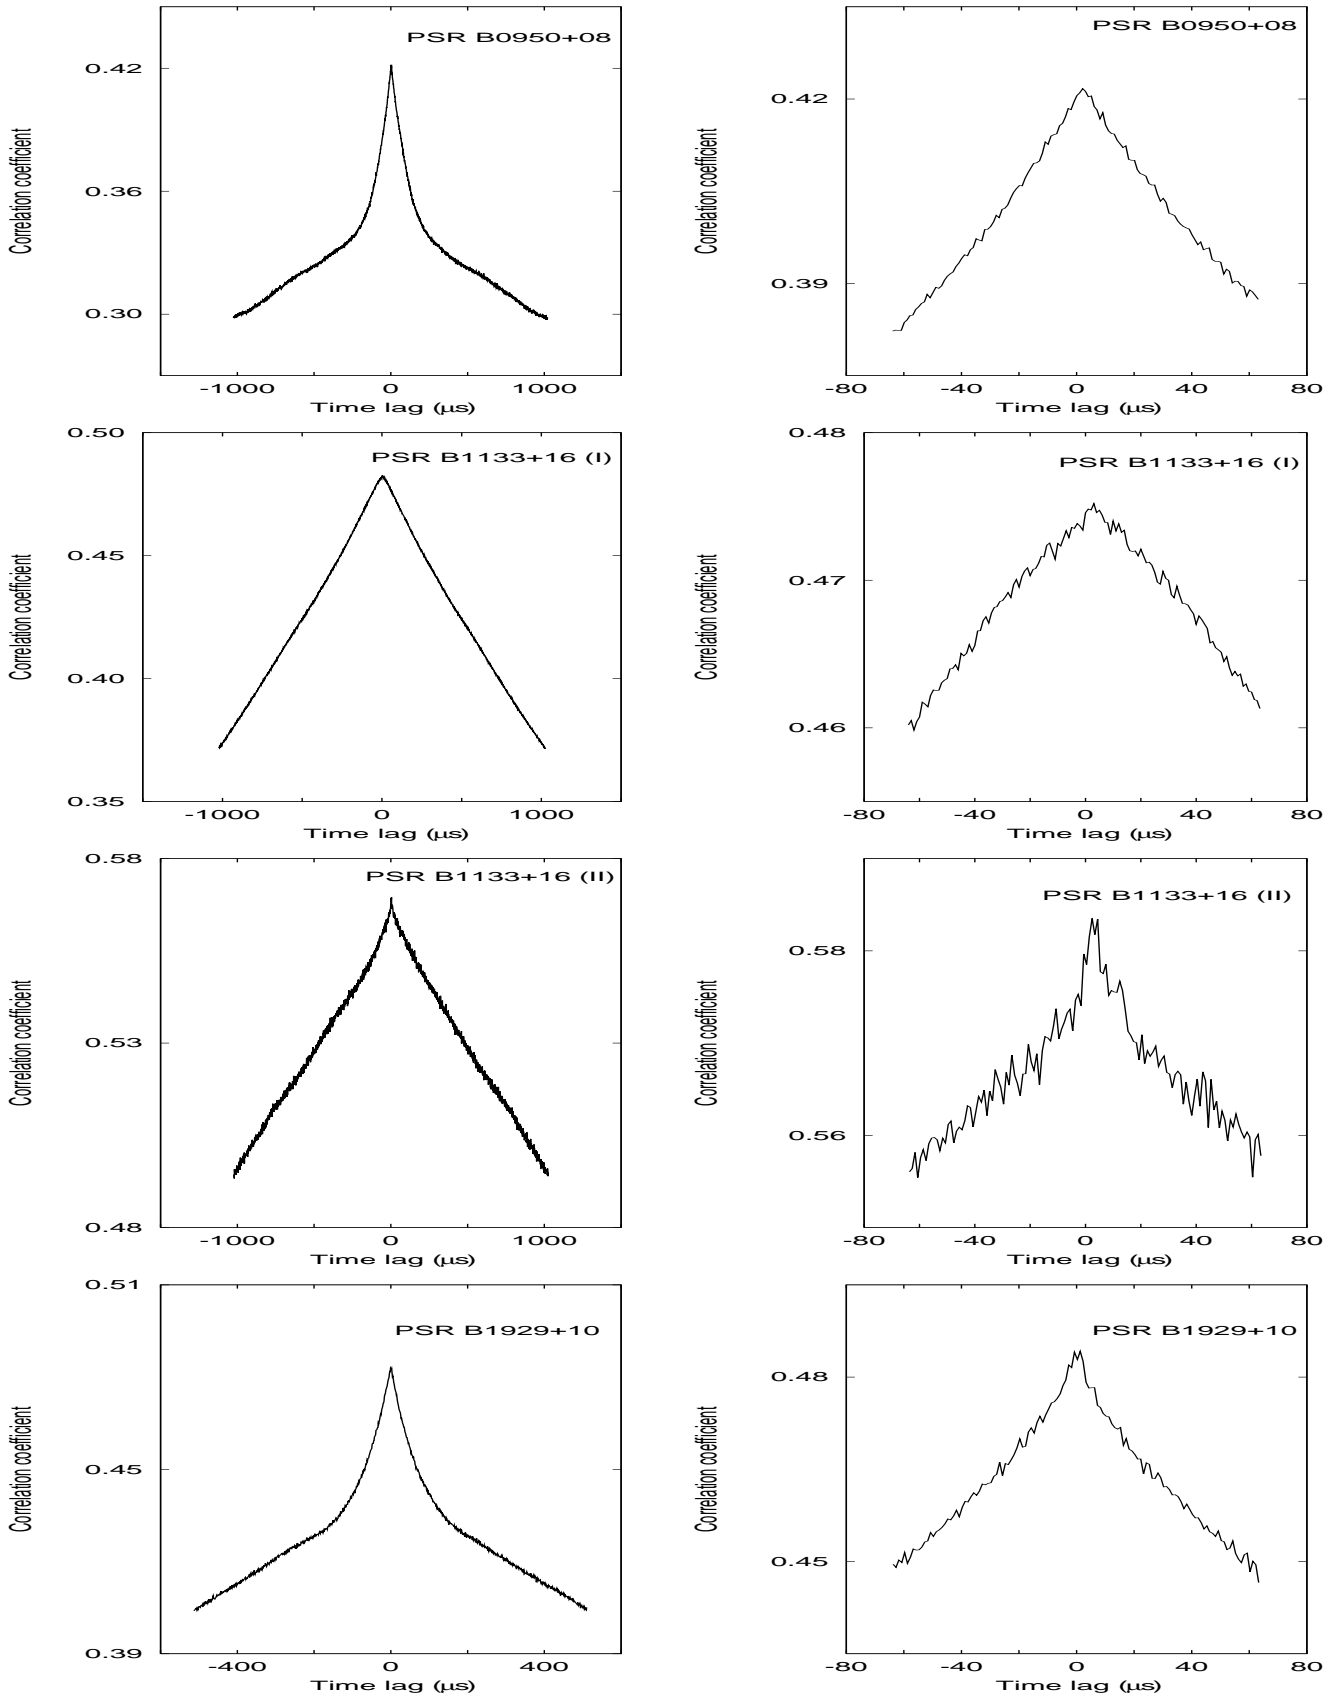 PSR B0950+08
Correlation coefficient
0.42
0.36
0.30
-1000 0 1000
Time lag (μs)
PSR B0950+08
Correlation coefficient
0.42
0.39
-80 -40 0 40 80
Time lag (μs)
PSR B1133+16 (I)
Correlation coefficient
0.50
0.45
0.40
0.35
-1000 0 1000
Time lag (μs)
PSR B1133+16 (I)
Correlation coefficient
0.48
0.47
0.46
-80 -40 0 40 80
Time lag (μs)
PSR B1133+16 (II)
Correlation coefficient
0.58
0.53
0.48
-1000 0 1000
Time lag (μs)
PSR B1133+16 (II)
Correlation coefficient
0.58
0.56
-80 -40 0 40 80
Time lag (μs)
PSR B1929+10
Correlation coefficient
0.51
0.45
0.39
-400 0 400
Time lag (μs)
PSR B1929+10
Correlation coefficient
0.48
0.45
-80 -40 0 40 80
Time lag (μs)